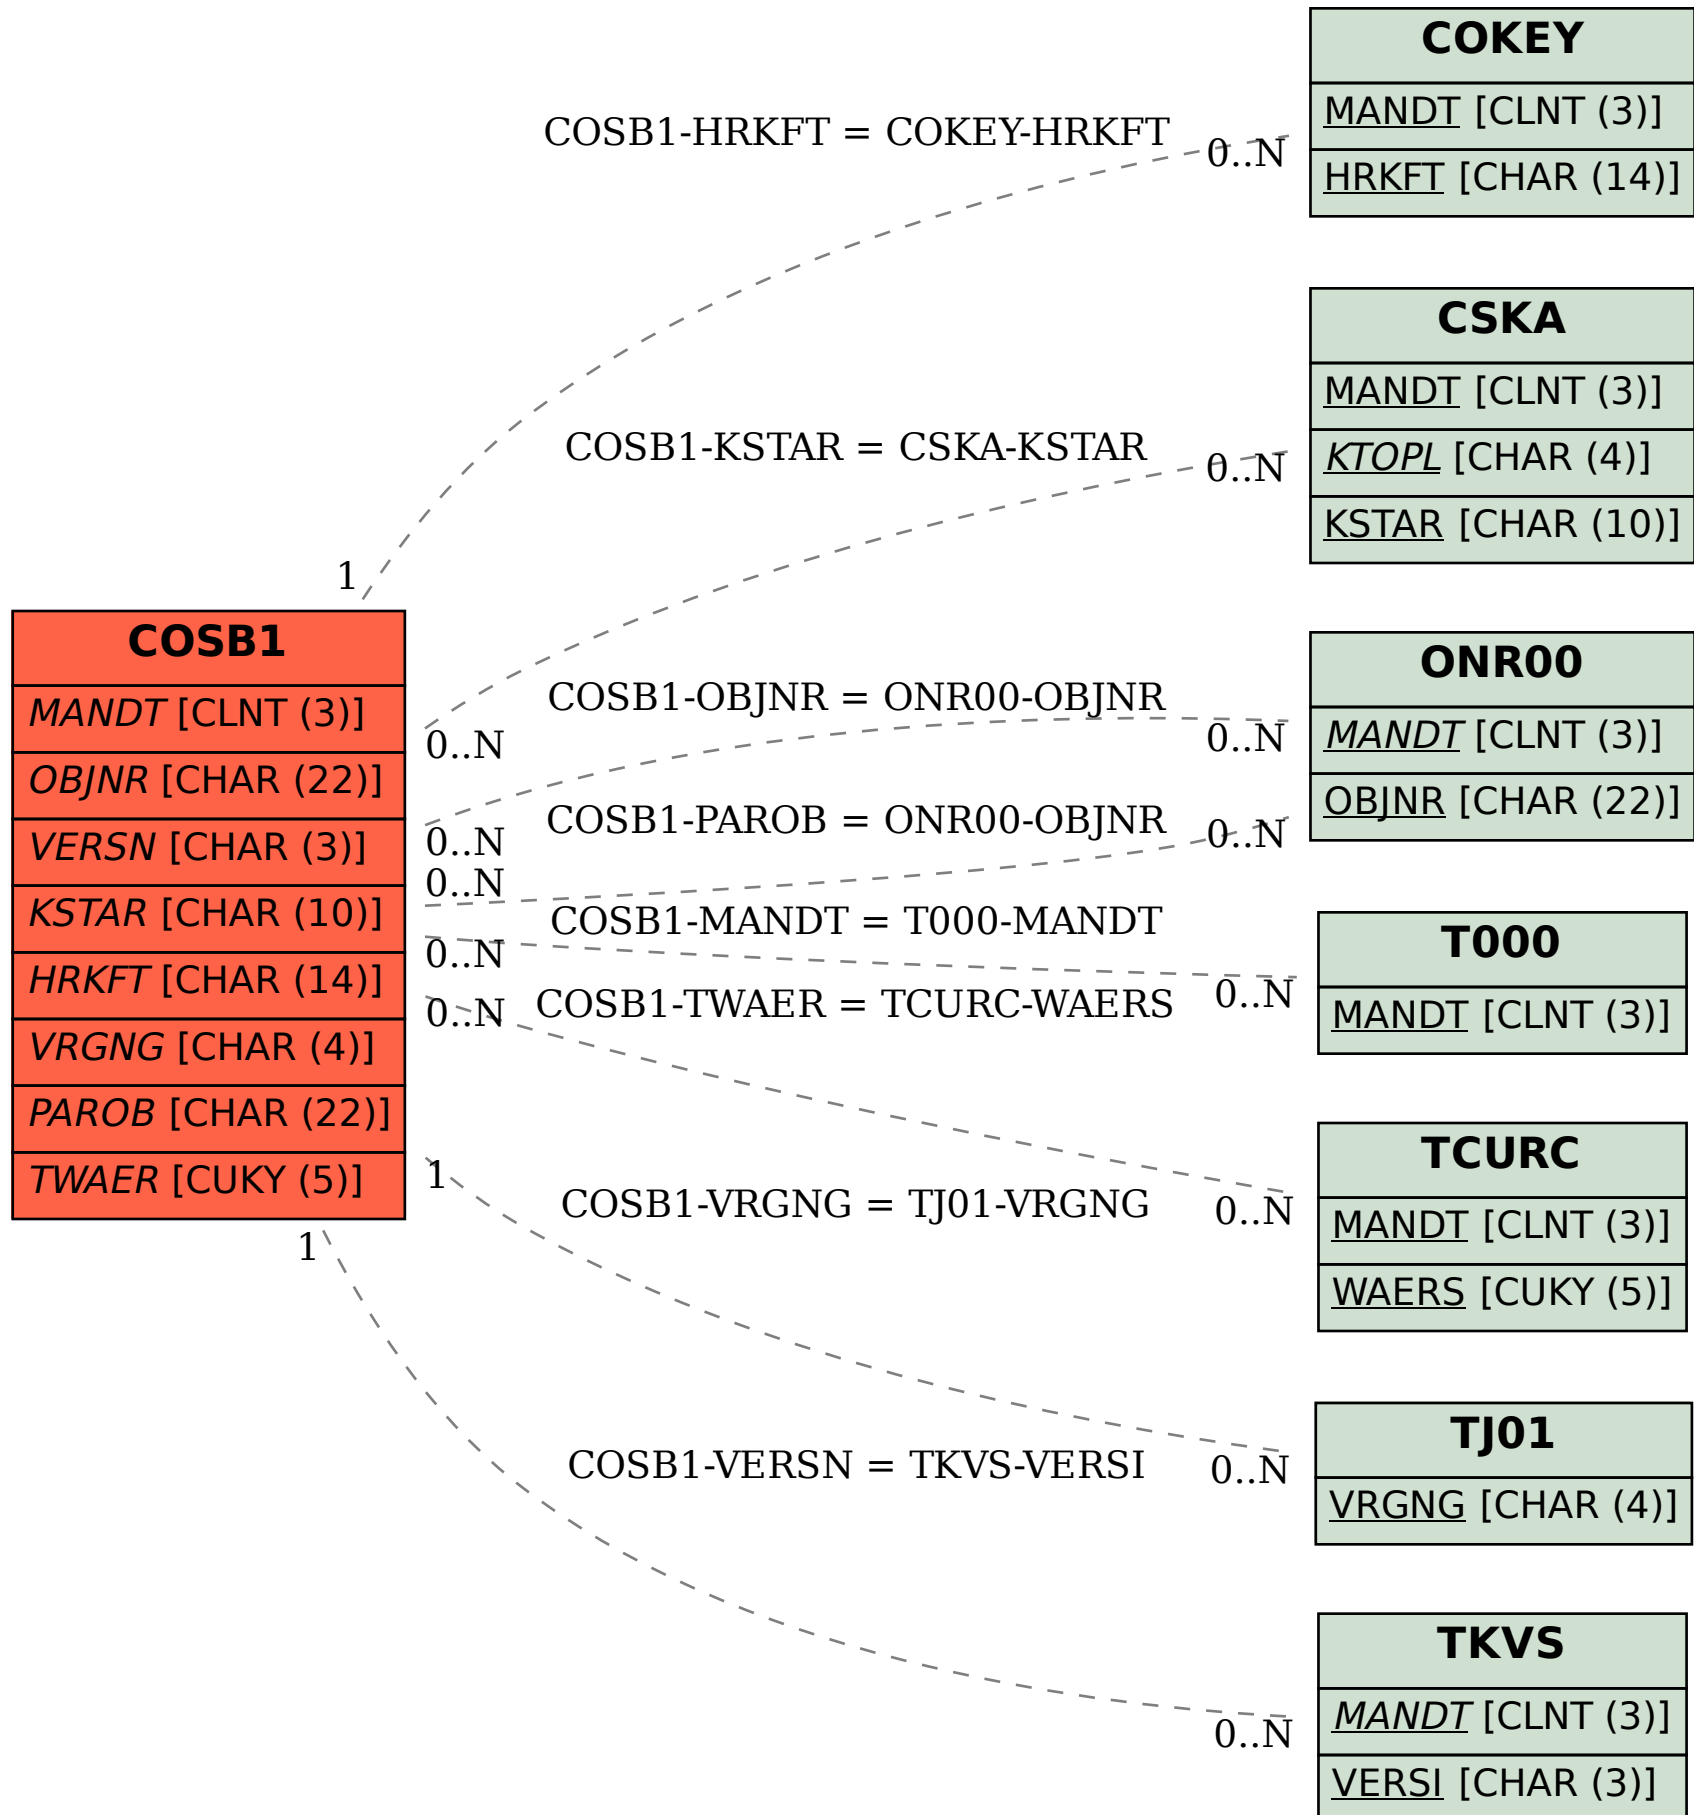 COKEY
MANDT [CLNT (3)]
HRKFT [CHAR (14)]
COSB1-HRKFT = COKEY-HRKFT
0..N
1
CSKA
MANDT [CLNT (3)]
KTOPL [CHAR (4)]
KSTAR [CHAR (10)]
COSB1-KSTAR = CSKA-KSTAR
0..N
0..N
COSB1
MANDT [CLNT (3)]
OBJNR [CHAR (22)]
VERSN [CHAR (3)]
KSTAR [CHAR (10)]
HRKFT [CHAR (14)]
VRGNG [CHAR (4)]
PAROB [CHAR (22)]
TWAER [CUKY (5)]
ONR00
MANDT [CLNT (3)]
OBJNR [CHAR (22)]
COSB1-OBJNR = ONR00-OBJNR
0..N
0..N
COSB1-PAROB = ONR00-OBJNR
0..N
0..N
T000
MANDT [CLNT (3)]
COSB1-MANDT = T000-MANDT
0..N
0..N
TCURC
MANDT [CLNT (3)]
WAERS [CUKY (5)]
COSB1-TWAER = TCURC-WAERS
0..N
0..N
TJ01
VRGNG [CHAR (4)]
COSB1-VRGNG = TJ01-VRGNG
1
0..N
TKVS
MANDT [CLNT (3)]
VERSI [CHAR (3)]
COSB1-VERSN = TKVS-VERSI
1
0..N